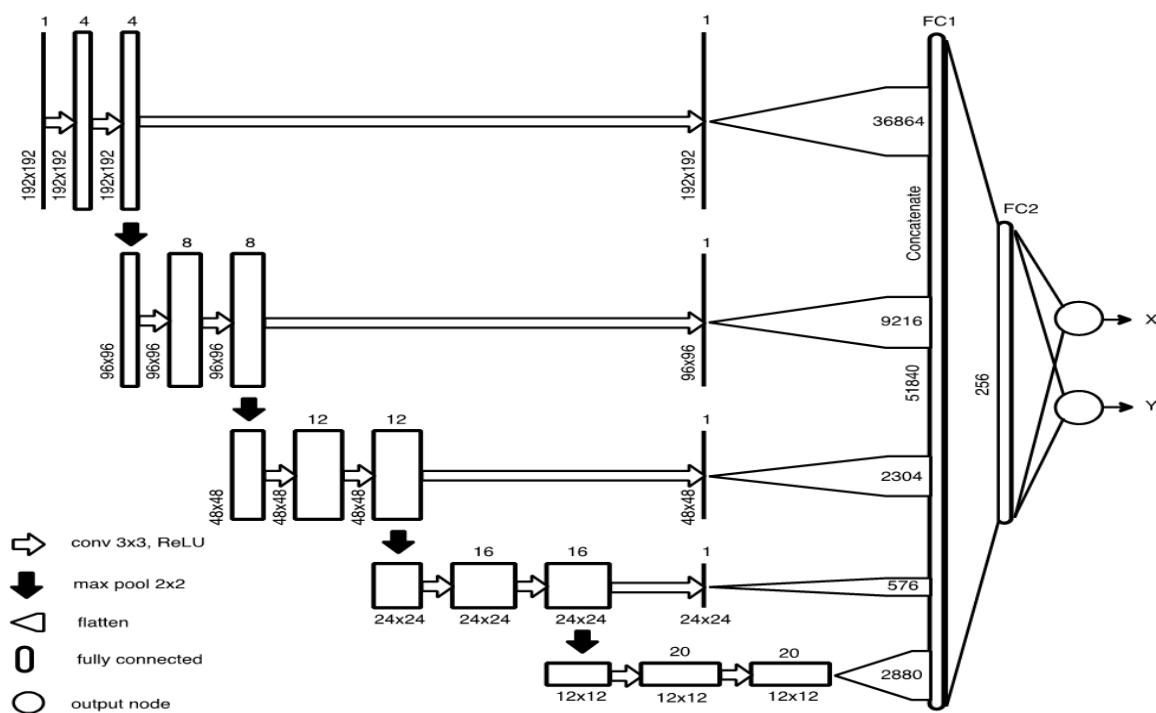 FC1
1 4 4 1
192x192 192x192 192x192 192x192
36864
Concatenate
FC2
8 8 1
96x96 96x96 96x96 96x96
9216
X
51840
256
Y
12 12 1
48x48 48x48 48x48 48x48
2304
conv 3x3, ReLU
16 16 1
max pool 2x2
576
24x24 24x24 24x24 24x24
flatten
20 20
fully connected
2880
12x12 12x12 12x12
output node